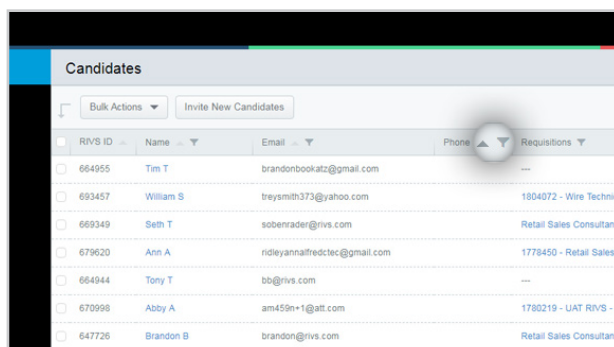 Candidates
Bulk Actions Invite New Candidates
RIVS ID Name Email Phone Requisitions
664955 Tim T brandonbookatz@gmail.com ---
693457 William S treysmith373@yahoo.com 1804072 - Wire Techni
669349 Seth T sobenrader@rivs.com Retail Sales Consultan
679620 Ann A ridleyannalfredctec@gmail.com 1778450 - Retail Sales
664944 Tony T bb@rivs.com ---
670998 Abby A am459n+1@att.com 1780219 - UAT RIVS -
647726 Brandon B brandon@rivs.com Retail Sales Consultan